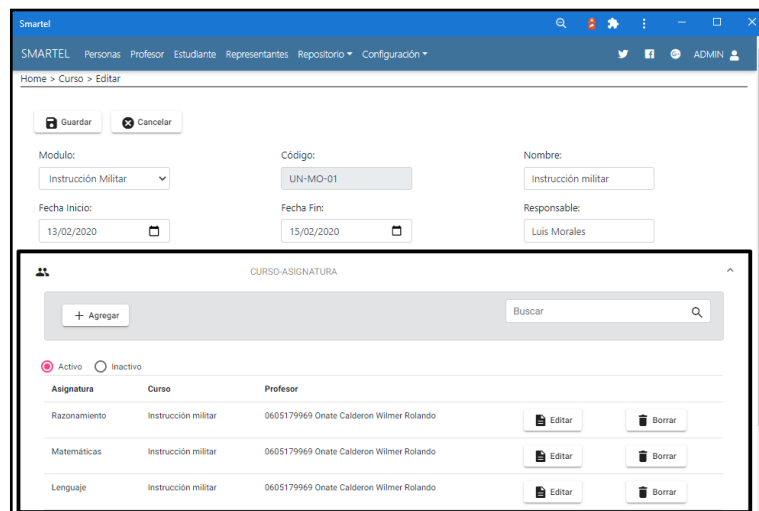 Smartel
SMARTEL Personas Profesor Estudiante Representantes Repositorio Configuración ADMIN
Home > Curso > Editar
Guardar Cancelar
Modulo: Código: Nombre:
Instrucción Militar UN-MO-01 Instrucción militar
Fecha Inicio: Fecha Fin: Responsable:
13/02/2020 15/02/2020 Luis Morales
CURSO-ASIGNATURA
+ Agregar Buscar
Activo Inactivo
Asignatura Curso Profesor
Razonamiento Instrucción militar 0605179969 Onate Calderon Wilmer Rolando Editar Borrar
Matemáticas Instrucción militar 0605179969 Onate Calderon Wilmer Rolando Editar Borrar
Lenguaje Instrucción militar 0605179969 Onate Calderon Wilmer Rolando Editar Borrar